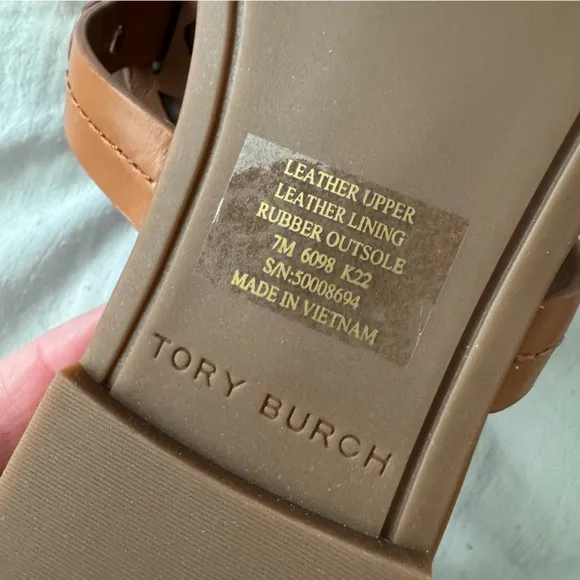 LEATHER UPPER
LEATHER LINING
RUBBER OUTSOLE
7M 6098 K22
S/N:50008694
MADE IN VIETNAM
TORY BURCH